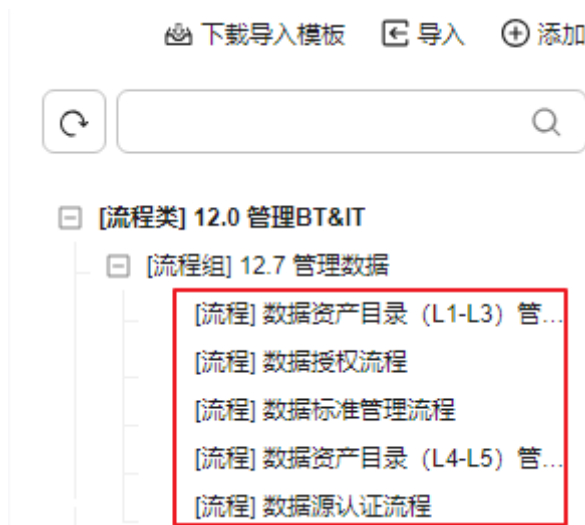 下载导入模板 导入 添加
[流程类] 12.0 管理BT&IT
[流程组] 12.7 管理数据
[流程] 数据资产目录（L1-L3）管...
[流程] 数据授权流程
[流程] 数据标准管理流程
[流程] 数据资产目录（L4-L5）管...
[流程] 数据源认证流程